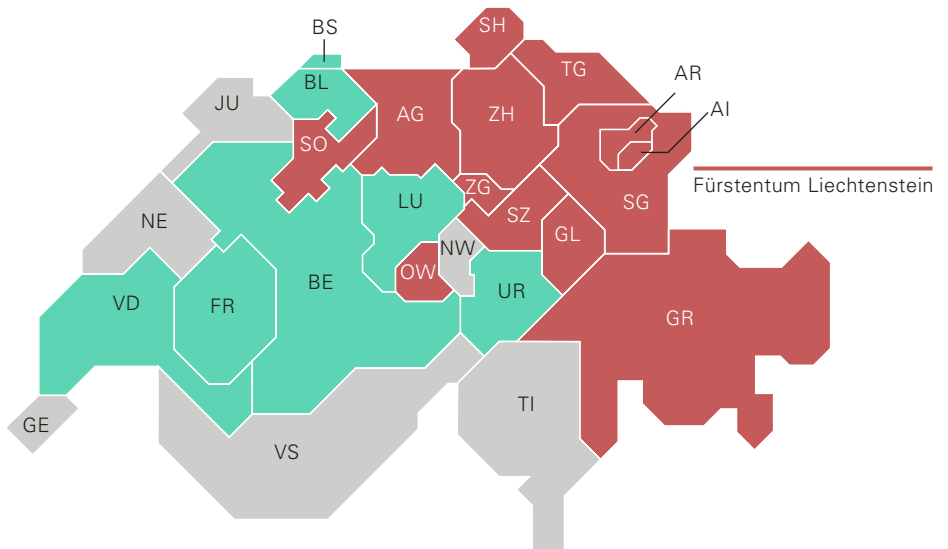 SH
BS
TG
AR
BL
AI
JU
AG
ZH
SO
Fürstentum Liechtenstein
ZG
LU
SG
NE
SZ
GL
NW
OW
BE
UR
VD
FR
GR
TI
GE
VS